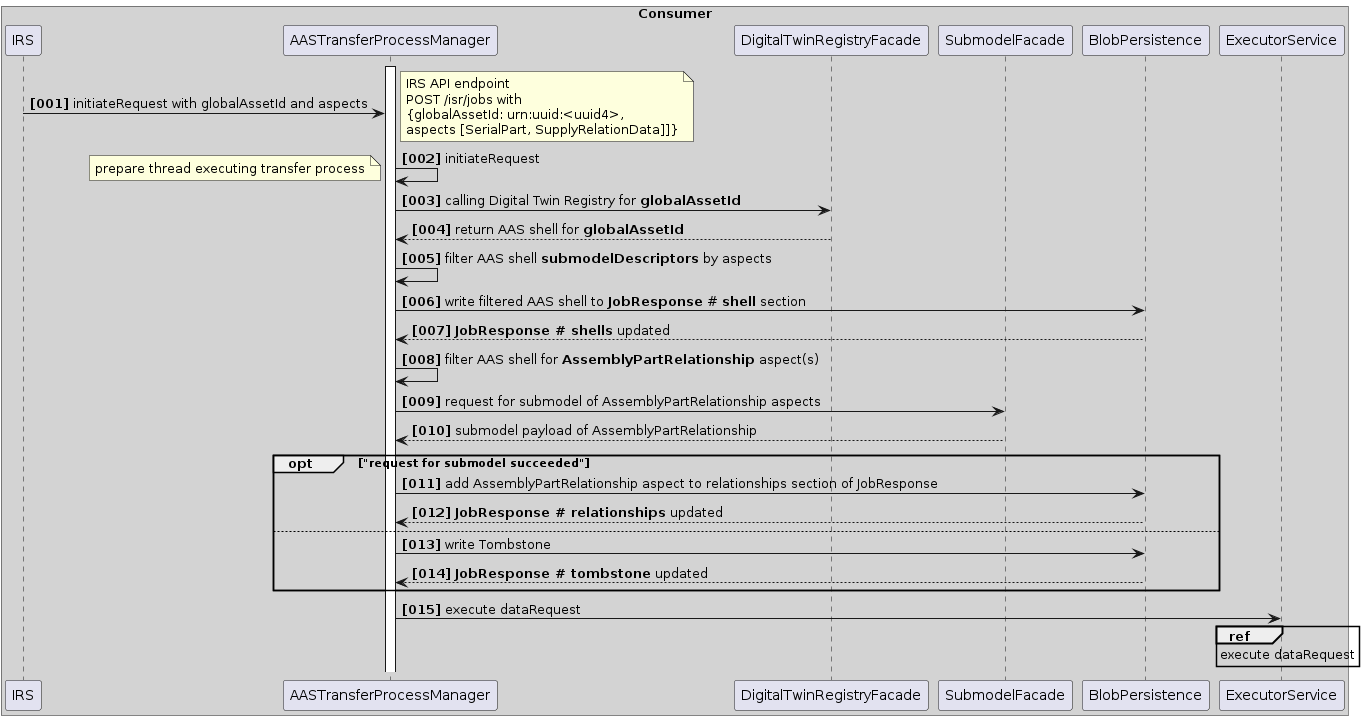 Consumer
IRS
AASTransferProcessManager
DigitalTwinRegistryFacade
SubmodelFacade
BlobPersistence
ExecutorService
IRS API endpoint
POST /isr/jobs with
{globalAssetId: urn:uuid:<uuid4>,
aspects [SerialPart, SupplyRelationData]]}
[001] initiateRequest with globalAssetId and aspects
[002] initiateRequest
prepare thread executing transfer process
[003] calling Digital Twin Registry for globalAssetId
[004] return AAS shell for globalAssetId
[005] filter AAS shell submodelDescriptors by aspects
[006] write filtered AAS shell to JobResponse # shell section
[007] JobResponse # shells updated
[008] filter AAS shell for AssemblyPartRelationship aspect(s)
[009] request for submodel of AssemblyPartRelationship aspects
[010] submodel payload of AssemblyPartRelationship
opt ["request for submodel succeeded"]
[011] add AssemblyPartRelationship aspect to relationships section of JobResponse
[012] JobResponse # relationships updated
[013] write Tombstone
[014] JobResponse # tombstone updated
[015] execute dataRequest
ref
execute dataRequest
IRS
AASTransferProcessManager
DigitalTwinRegistryFacade
SubmodelFacade
BlobPersistence
ExecutorService